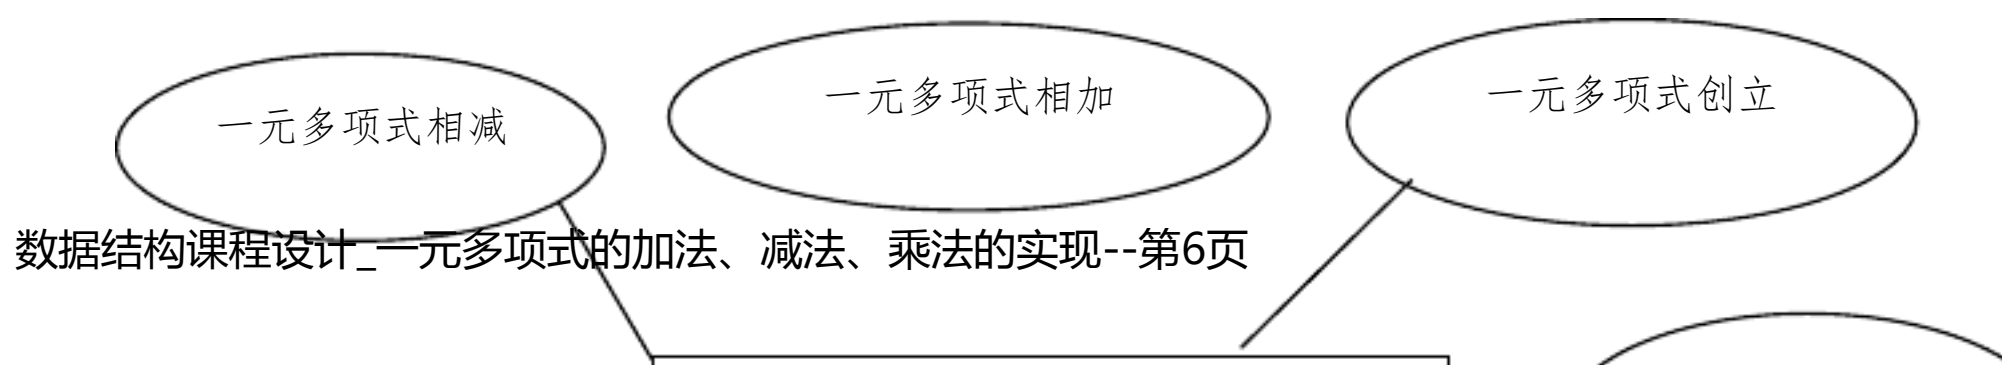 一元多项式相减
一元多项式相加
一元多项式创立
数据结构课程设计_一元多项式的加法、减法、乘法的实现--第6页